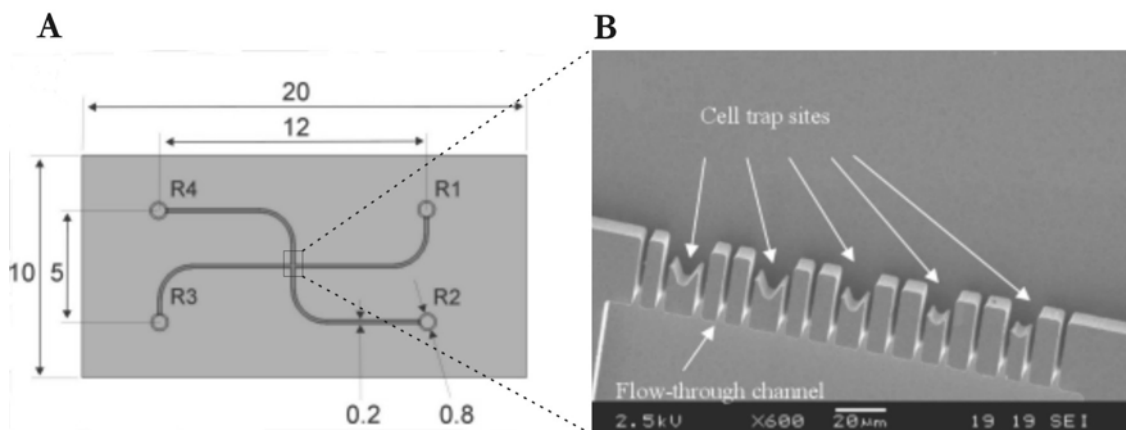 A
B
20
12
R4
R1
10
5
R3
R2
0.2
0.8
Cell trap sites
Flow-through channel
2.5kV X600 20µm 19 19 SEI